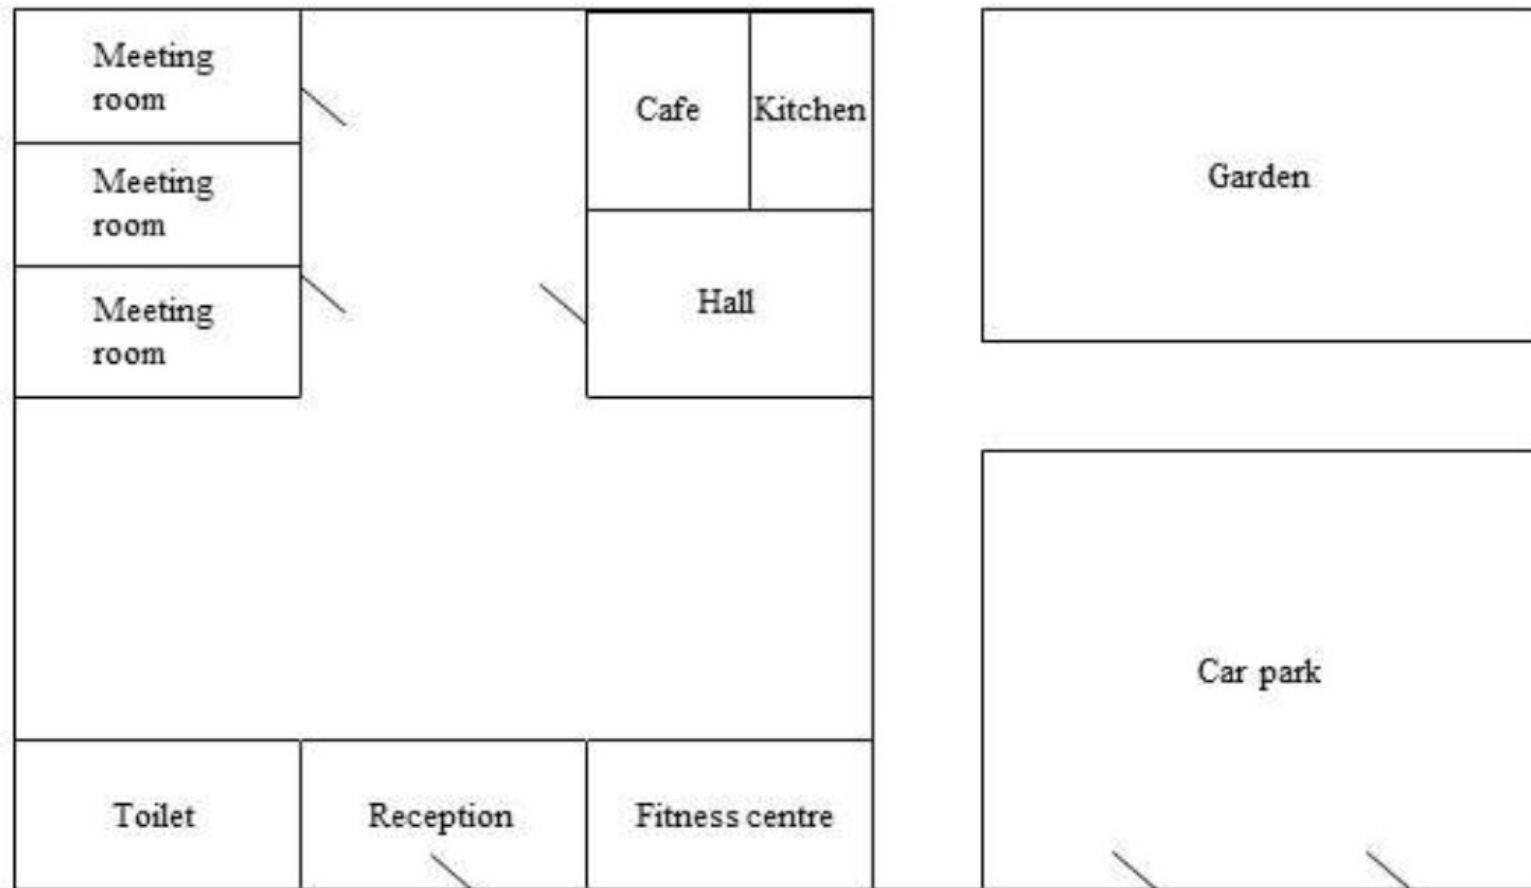 Meeting
room
Cafe
Kitchen
Meeting
room
Garden
Meeting
room
Hall
Car park
Toilet
Reception
Fitness centre